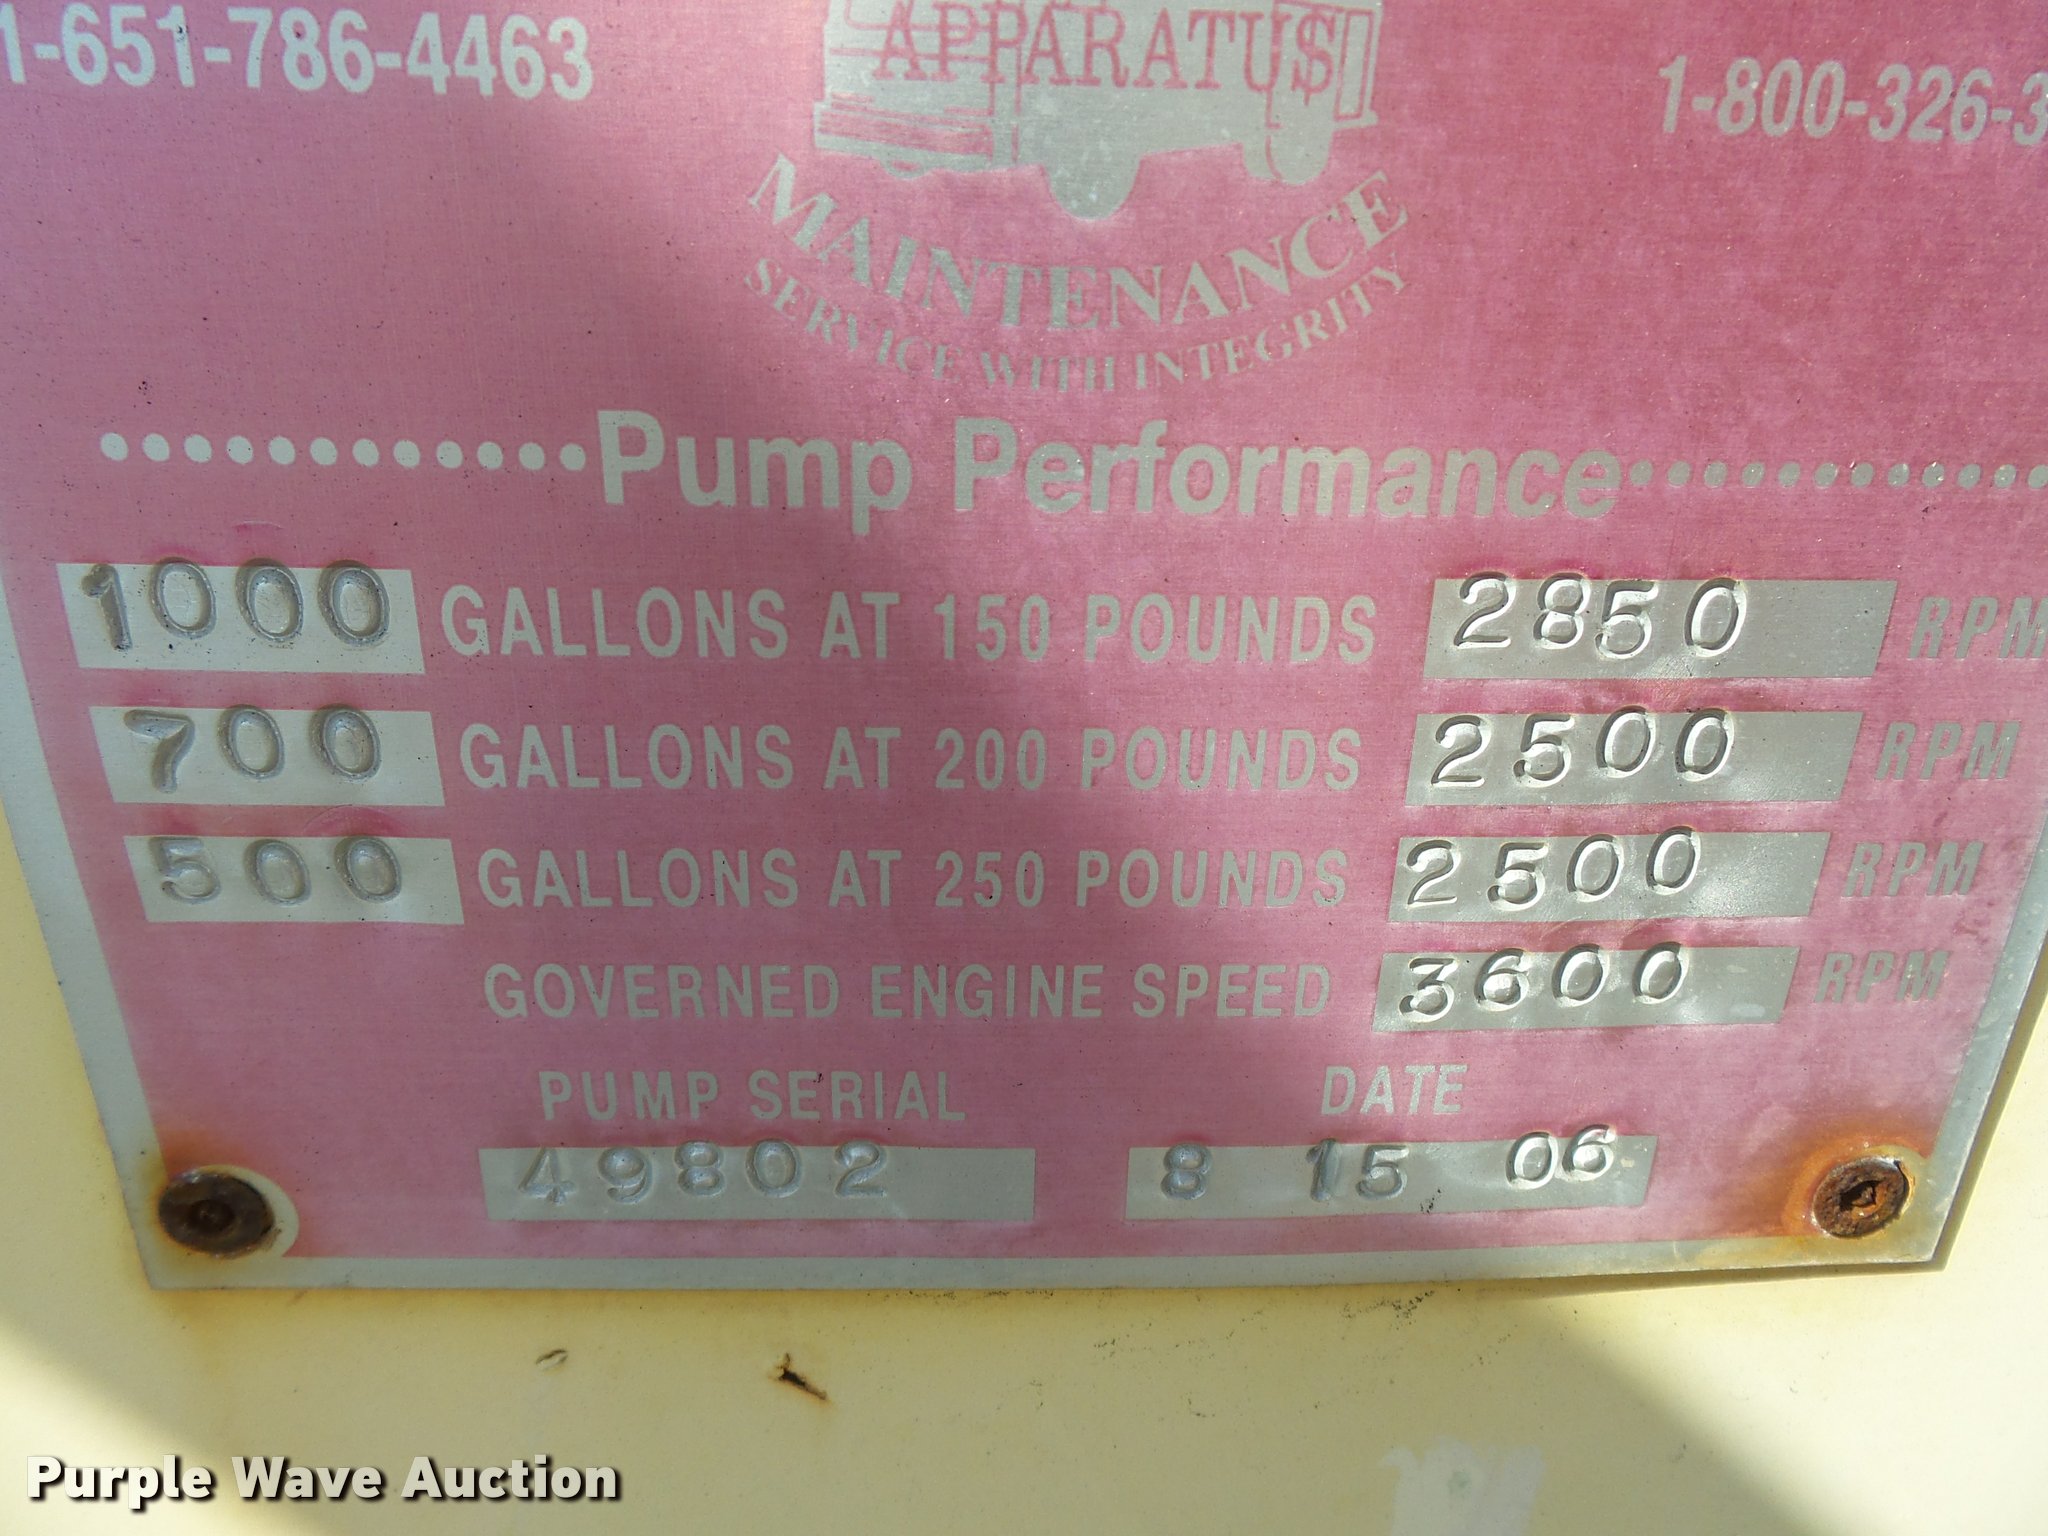 1-651-786-4463
APPARATUS
1-800-326-3
MAINTENANCE
SERVICE WITH INTEGRITY
Pump Performance
1000 GALLONS AT 150 POUNDS 2850 RPM
700 GALLONS AT 200 POUNDS 2500 RPM
500 GALLONS AT 250 POUNDS 2500 RPM
GOVERNED ENGINE SPEED 3600 RPM
PUMP SERIAL DATE
49802 8 15 06
Purple Wave Auction